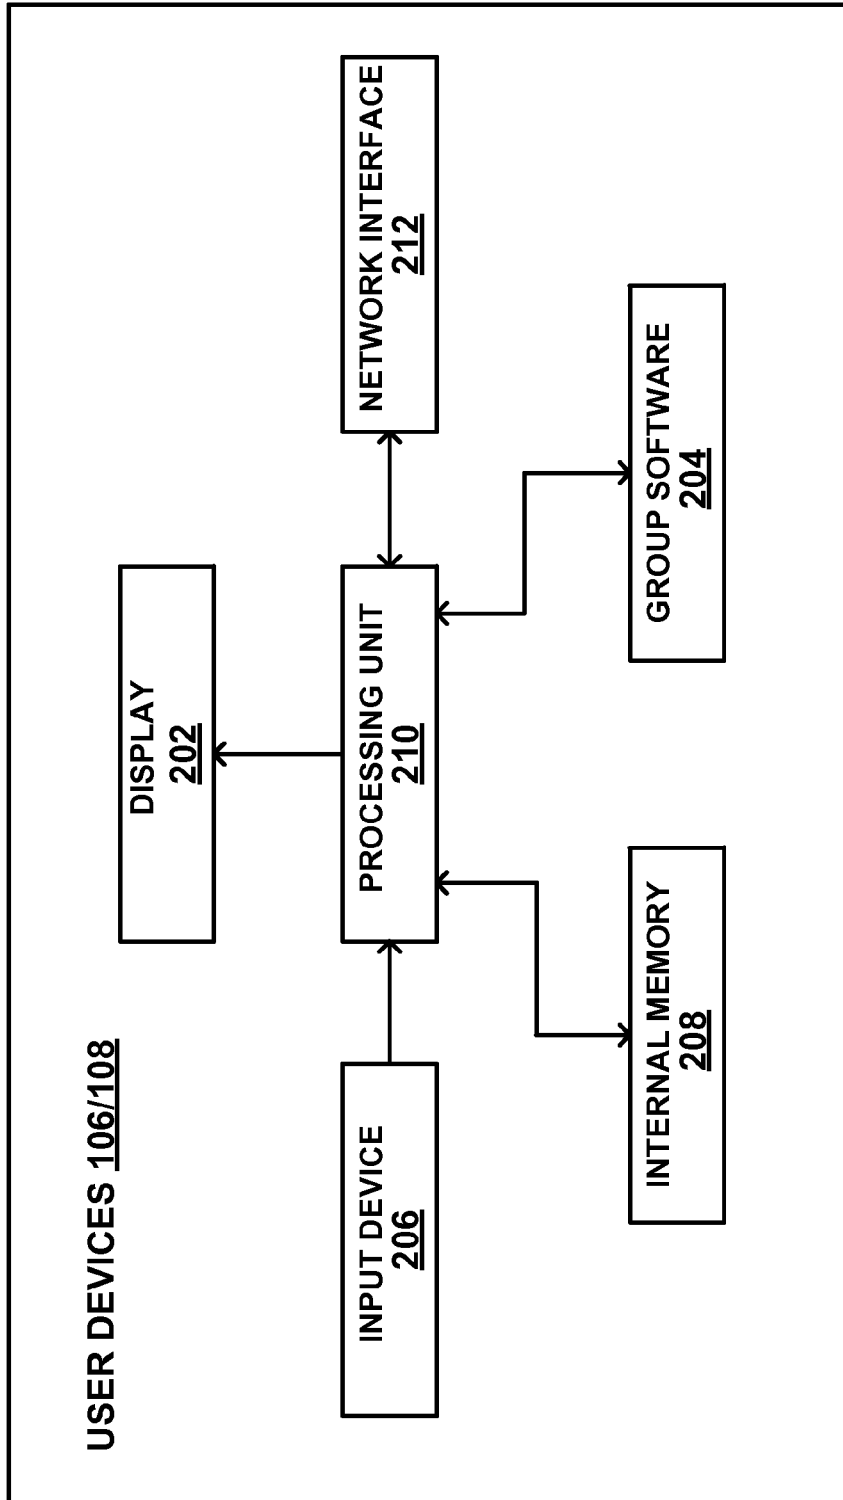 USER DEVICES 106/108
DISPLAY
202
INPUT DEVICE
206
PROCESSING UNIT
210
NETWORK INTERFACE
212
INTERNAL MEMORY
208
GROUP SOFTWARE
204